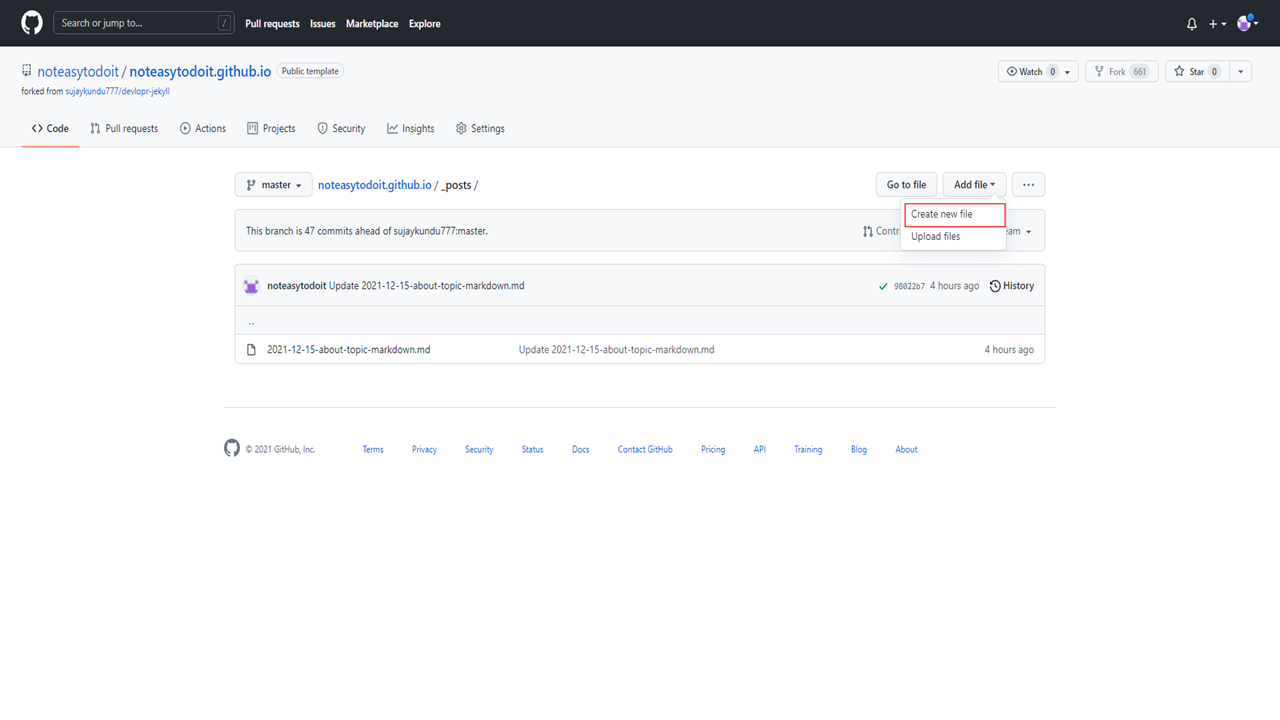 Search or jump to... / Pull requests Issues Marketplace Explore
noteasytodoit / noteasytodoit.github.io Public template Watch 0 Fork 661 Star 0
forked from sujaykundu777/devlopr-jekyll
Code Pull requests Actions Projects Security Insights Settings
master noteasytodoit.github.io / _posts / Go to file Add file ...
Create new file
This branch is 47 commits ahead of sujaykundu777:master.
Upload files
noteasytodoit Update 2021-12-15-about-topic-markdown.md 98022b7 4 hours ago History
..
2021-12-15-about-topic-markdown.md Update 2021-12-15-about-topic-markdown.md 4 hours ago
© 2021 GitHub, Inc. Terms Privacy Security Status Docs Contact GitHub Pricing API Training Blog About